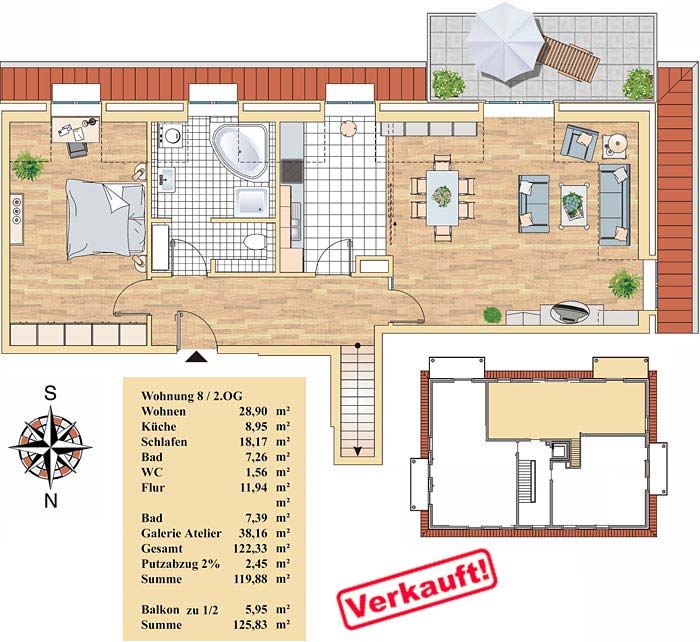 S
N
Wohnung 8 / 2.OG
Wohnen 28,90 m²
Küche 8,95 m²
Schlafen 18,17 m²
Bad 7,26 m²
WC 1,56 m²
Flur 11,94 m²
m²
Bad 7,39 m²
Galerie Atelier 38,16 m²
Gesamt 122,33 m²
Putzabzug 2% 2,45 m²
Summe 119,88 m²
Balkon zu 1/2 5,95 m²
Summe 125,83 m²
Verkauft!